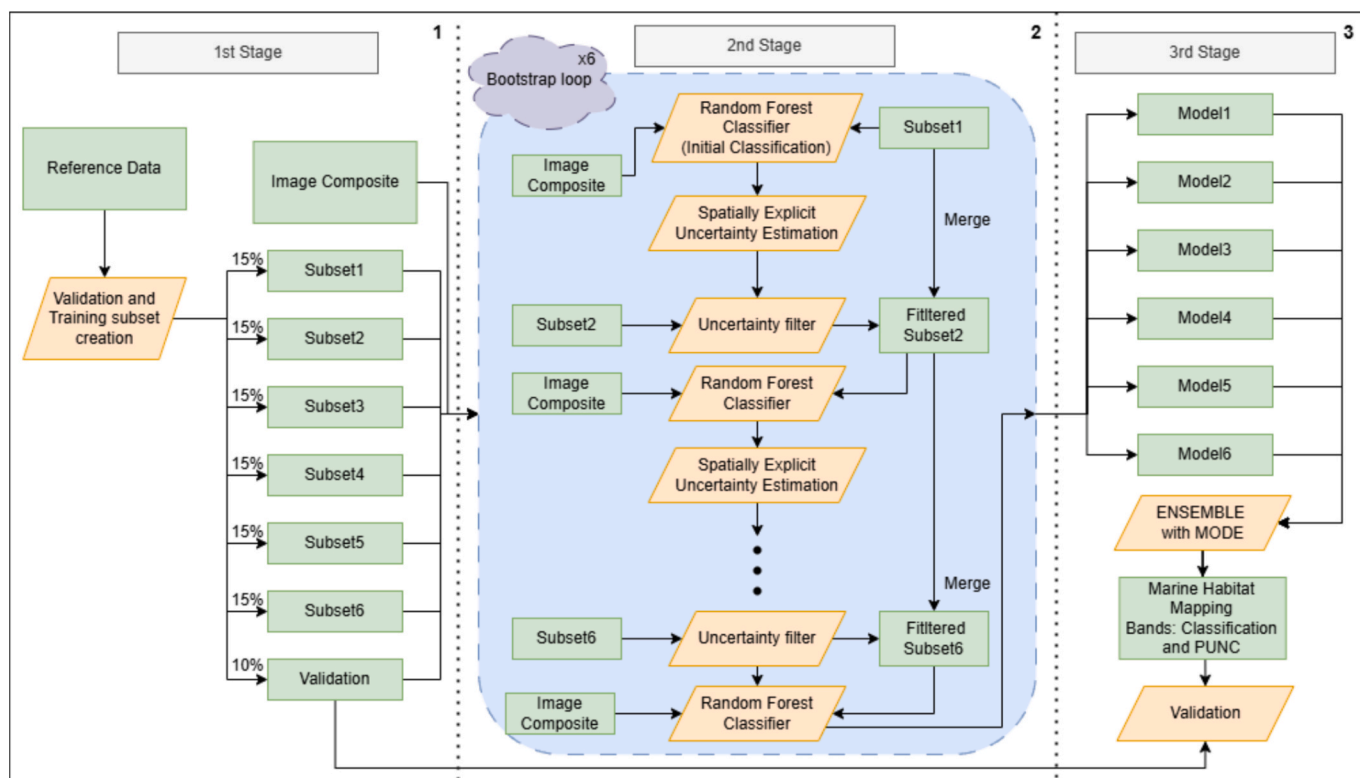 1
1st Stage
Reference Data
Image Composite
Validation and
Training subset
creation
15%
Subset1
15%
Subset2
15%
Subset3
15%
Subset4
15%
Subset5
15%
Subset6
10%
Validation
2
2nd Stage
x6
Bootstrap loop
Random Forest
Classifier
(Initial Classification)
Subset1
Image
Composite
Spatially Explicit
Uncertainty Estimation
Merge
Subset2
Uncertainty filter
Fitltered
Subset2
Image
Composite
Random Forest
Classifier
Spatially Explicit
Uncertainty Estimation
Merge
Subset6
Uncertainty filter
Fitltered
Subset6
Image
Composite
Random Forest
Classifier
3
3rd Stage
Model1
Model2
Model3
Model4
Model5
Model6
ENSEMBLE
with MODE
Marine Habitat
Mapping
Bands: Classification
and PUNC
Validation